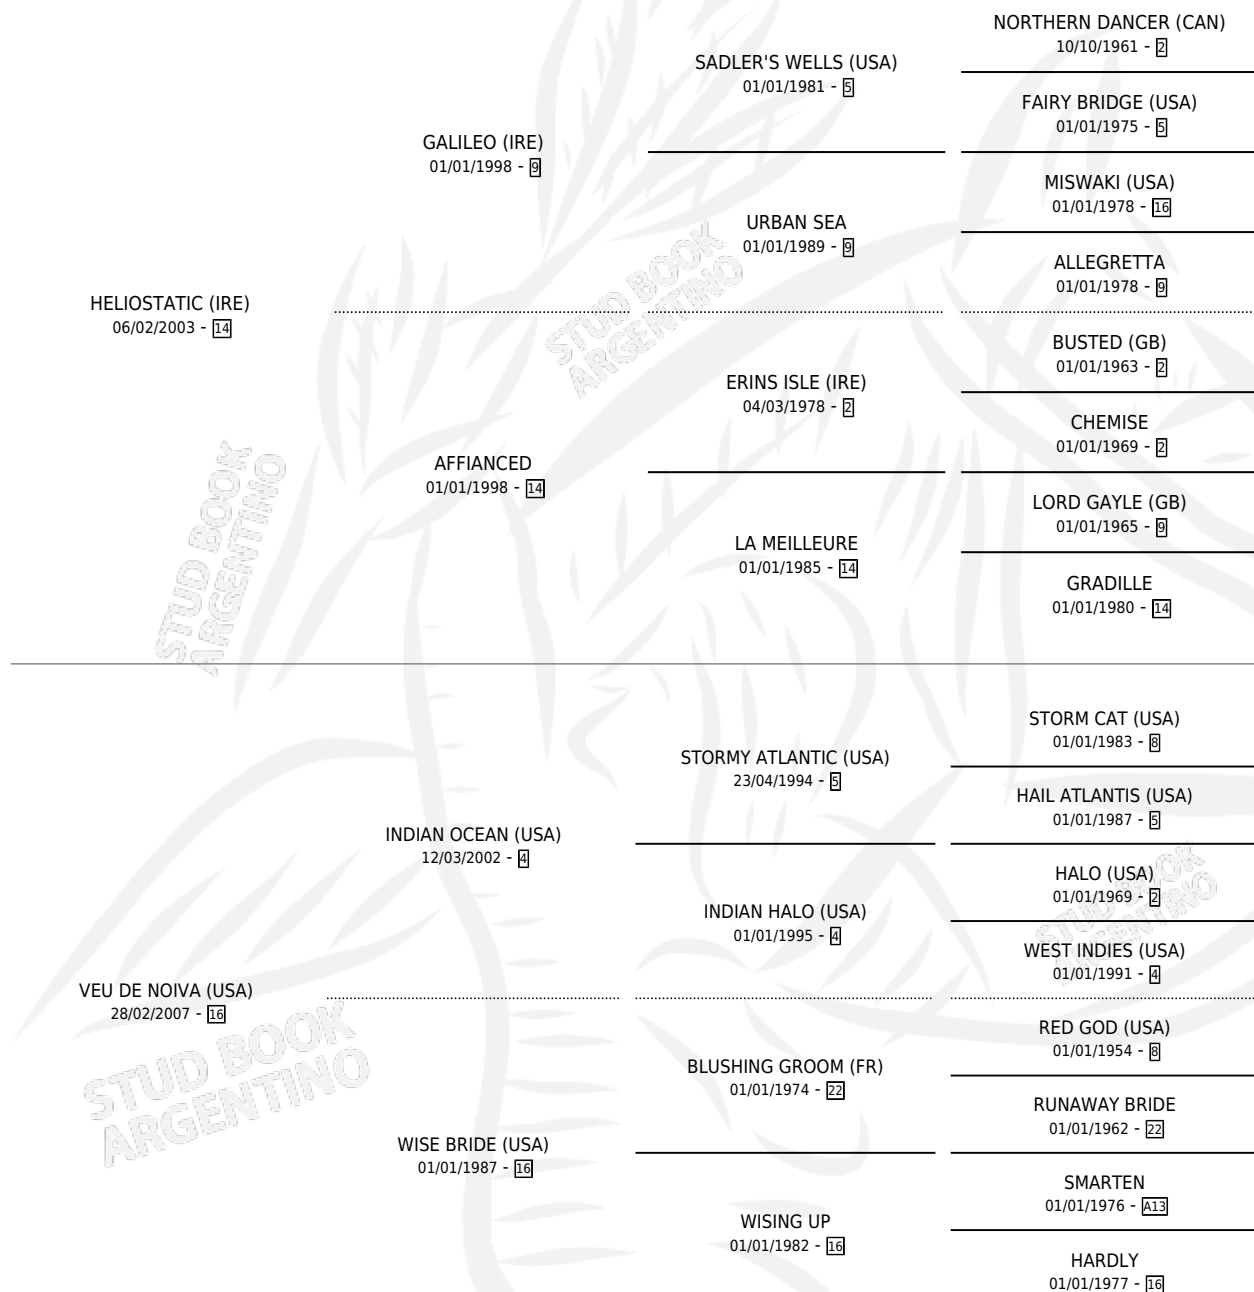 NORTHERN DANCER (CAN)
10/10/1961 - 2
SADLER'S WELLS (USA)
01/01/1981 - 5
FAIRY BRIDGE (USA)
01/01/1975 - 5
GALILEO (IRE)
01/01/1998 - 9
MISWAKI (USA)
01/01/1978 - 16
URBAN SEA
01/01/1989 - 9
ALLEGRETTA
01/01/1978 - 9
HELIOSTATIC (IRE)
06/02/2003 - 14
BUSTED (GB)
01/01/1963 - 2
ERINS ISLE (IRE)
04/03/1978 - 2
CHEMISE
01/01/1969 - 2
AFFIANCED
01/01/1998 - 14
LORD GAYLE (GB)
01/01/1965 - 9
LA MEILLEURE
01/01/1985 - 14
GRADILLE
01/01/1980 - 14
STORM CAT (USA)
01/01/1983 - 8
STORMY ATLANTIC (USA)
23/04/1994 - 5
HAIL ATLANTIS (USA)
01/01/1987 - 5
INDIAN OCEAN (USA)
12/03/2002 - 4
HALO (USA)
01/01/1969 - 2
INDIAN HALO (USA)
01/01/1995 - 4
WEST INDIES (USA)
01/01/1991 - 4
VEU DE NOIVA (USA)
28/02/2007 - 16
RED GOD (USA)
01/01/1954 - 8
BLUSHING GROOM (FR)
01/01/1974 - 22
RUNAWAY BRIDE
01/01/1962 - 22
WISE BRIDE (USA)
01/01/1987 - 16
SMARTEN
01/01/1976 - A13
WISING UP
01/01/1982 - 16
HARDLY
01/01/1977 - 16
STUD BOOK
ARGENTINO
STUD BOOK
ARGENTINO
STUD BOOK
ARGENTINO
STUD BOOK
ARGENTINO